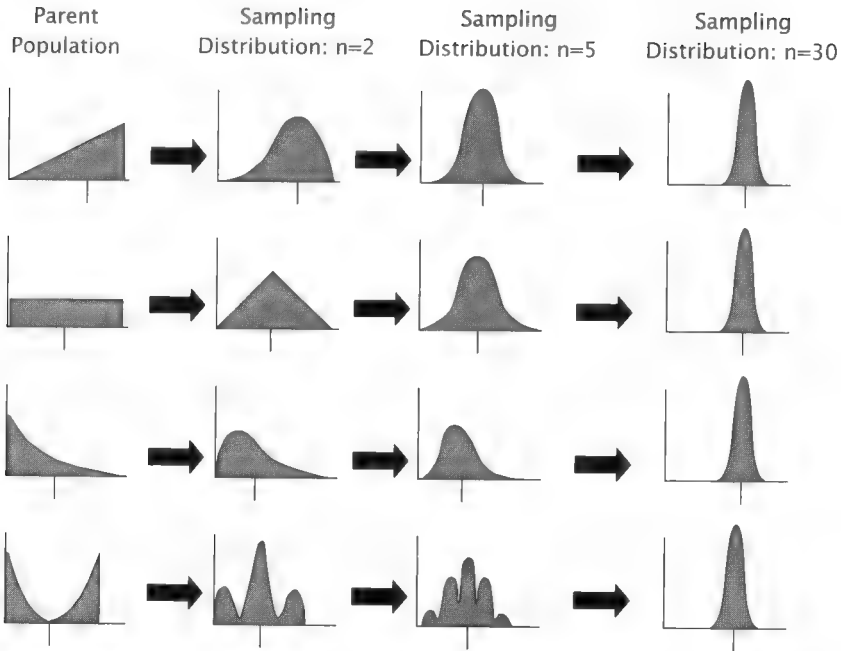 Parent
Population
Sampling
Distribution: n=2
Sampling
Distribution: n=5
Sampling
Distribution: n=30